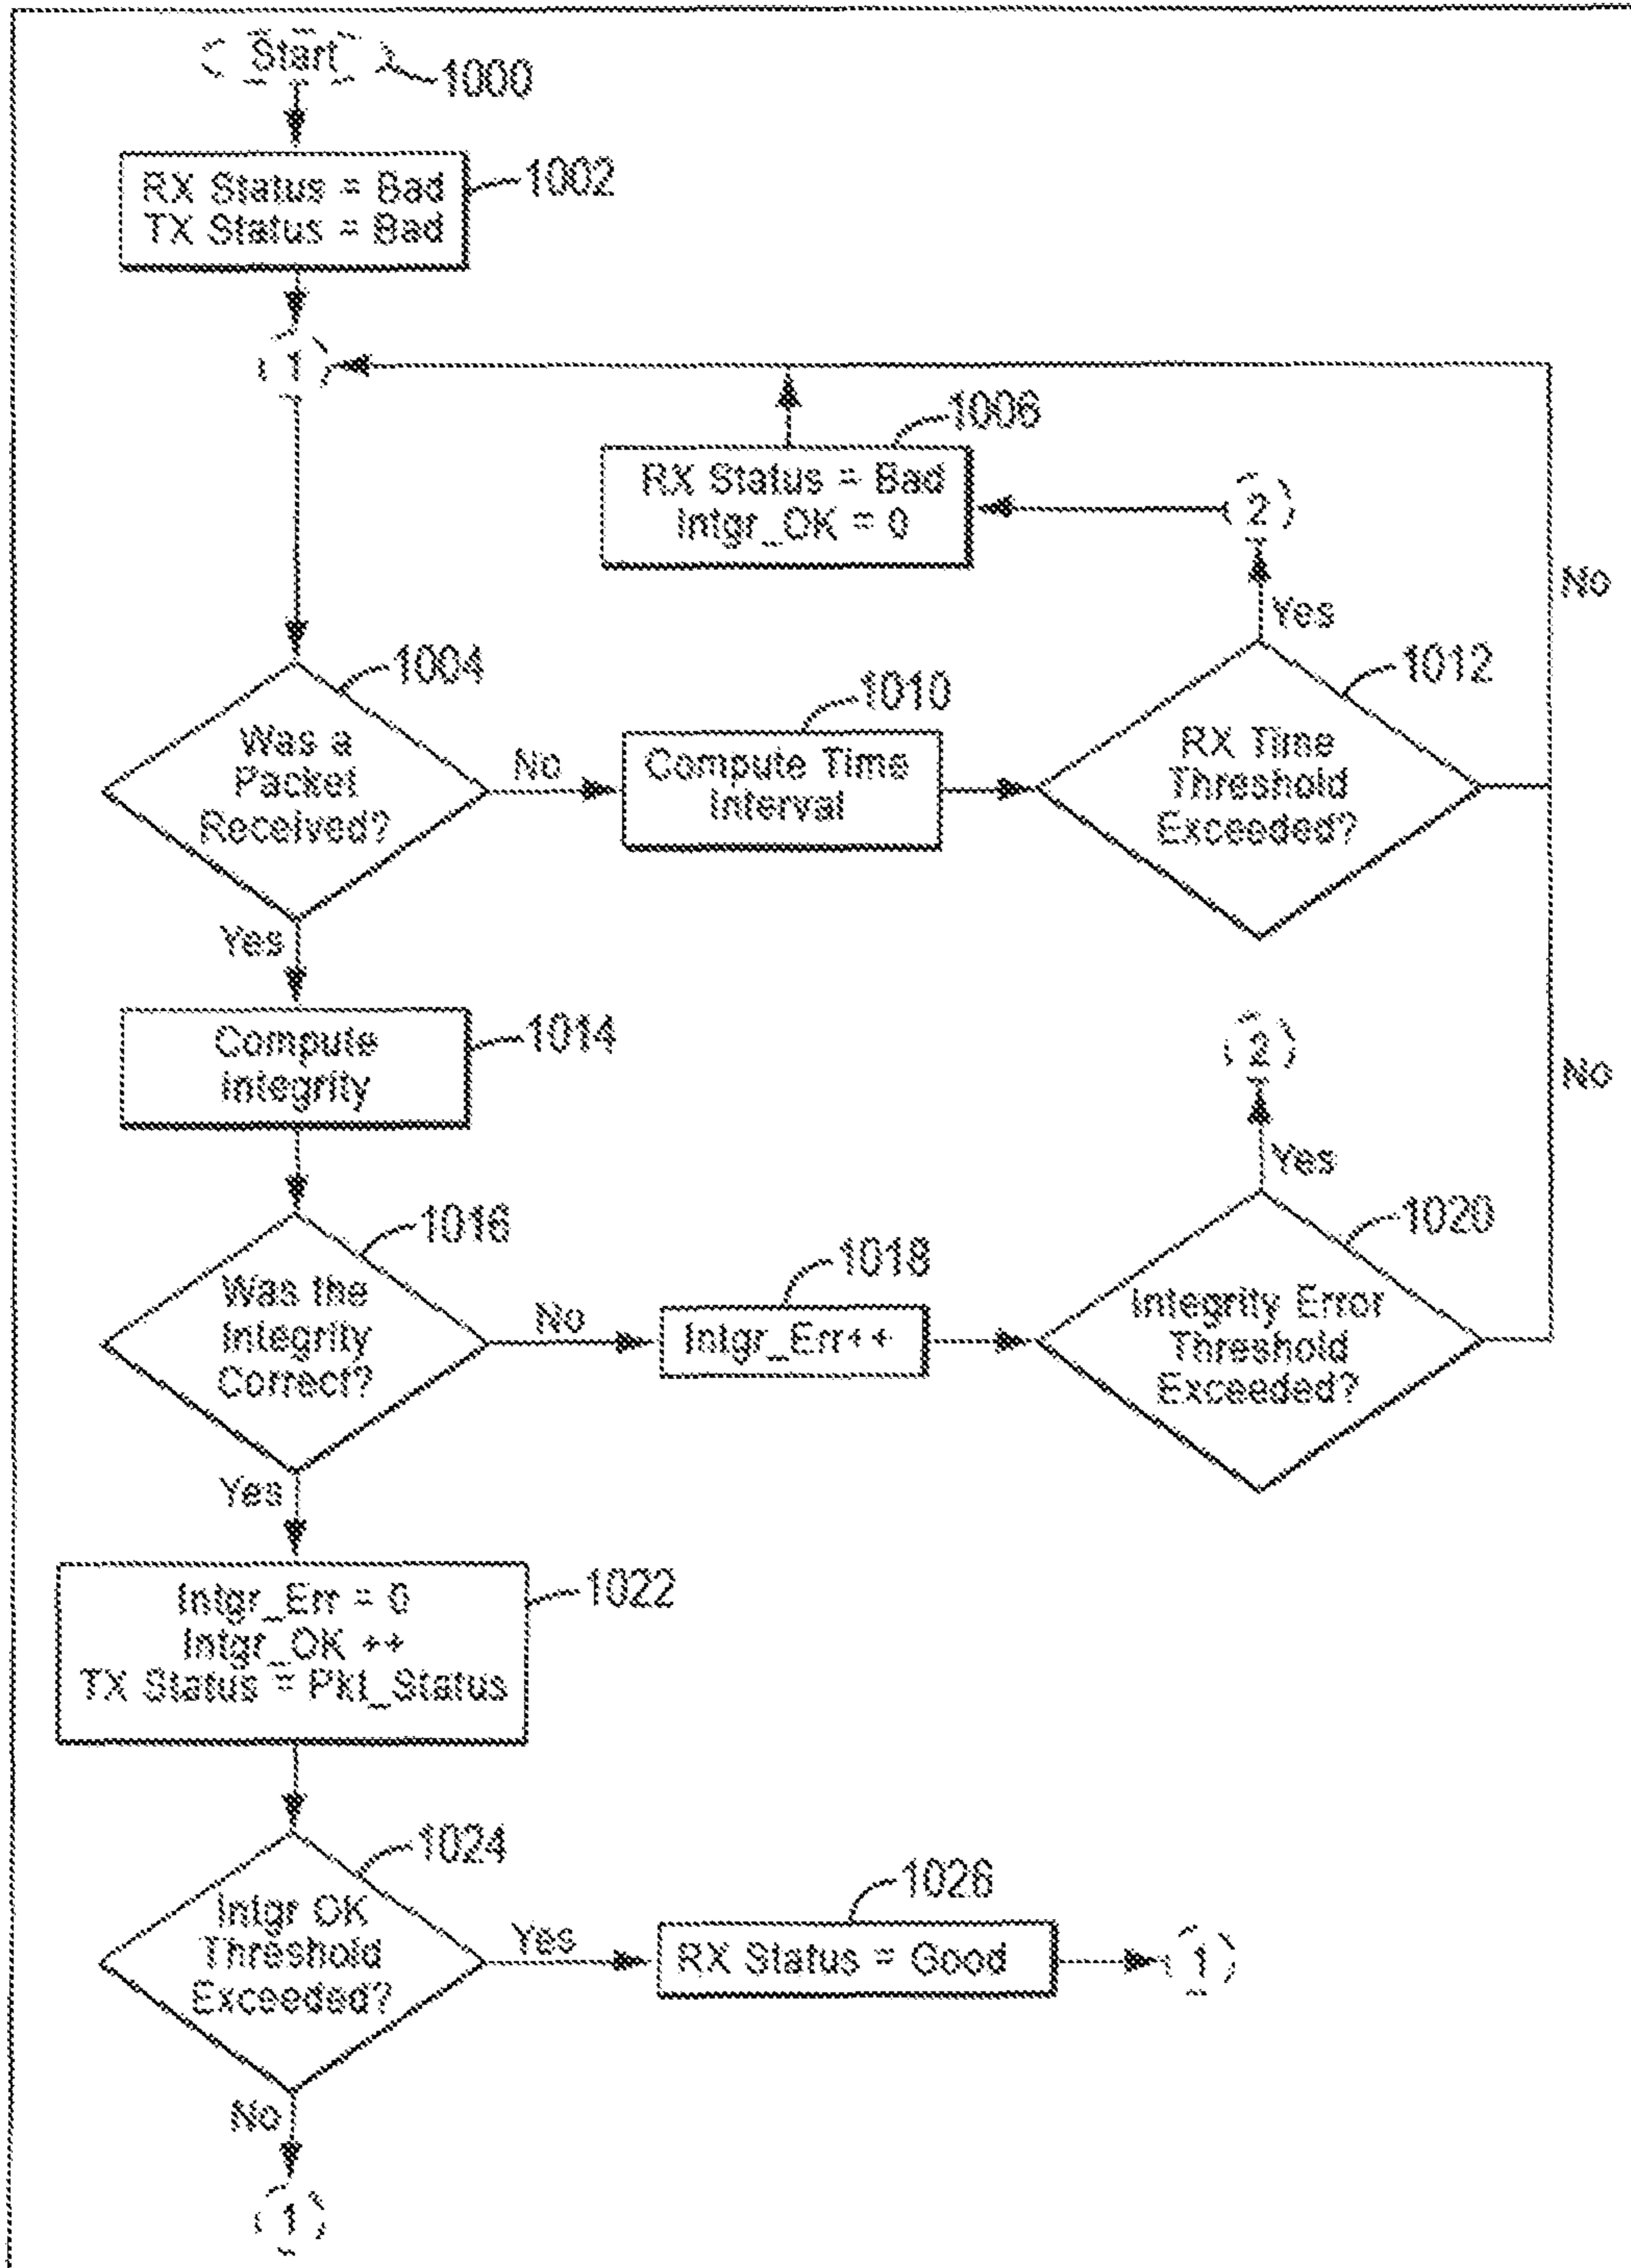 Start
1000
RX Status = Bad
TX Status = Bad
1002
1
1006
RX Status = Bad
Intgr_OK = 0
2
No
Yes
1004
Was a
Packet
Received?
No
1010
Compute Time
Interval
1012
RX Time
Threshold
Exceeded?
Yes
Compute
Integrity
1014
2
No
Yes
1016
Was the
Integrity
Correct?
No
1018
Intgr_Err++
1020
Integrity Error
Threshold
Exceeded?
Yes
Intgr_Err = 0
Intgr_OK ++
TX Status = Pkt_Status
1022
1024
Intgr OK
Threshold
Exceeded?
Yes
1026
RX Status = Good
1
No
1